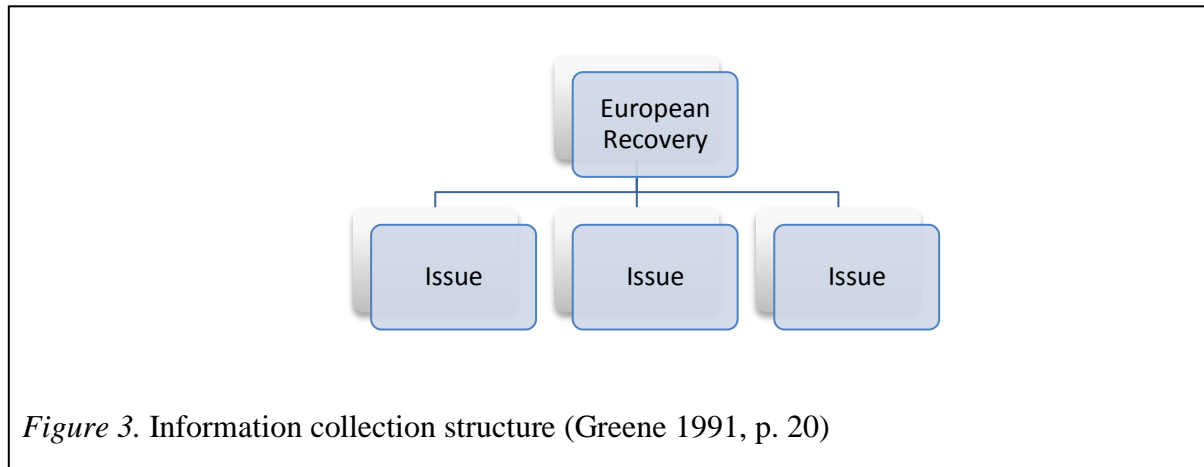 European
Recovery
Issue
Issue
Issue
Figure 3. Information collection structure (Greene 1991, p. 20)